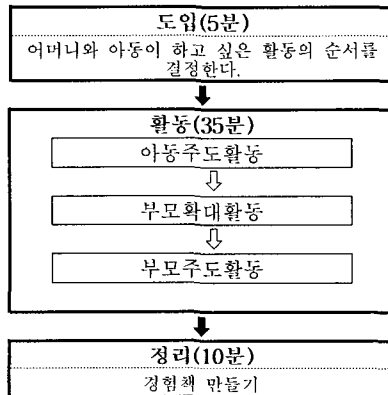 도입(5분)
어머니와 아동이 하고 싶은 활동의 순서를
결정한다.
활동(35분)
아동주도활동
부모확대활동
부모주도활동
정리(10분)
경험책 만들기